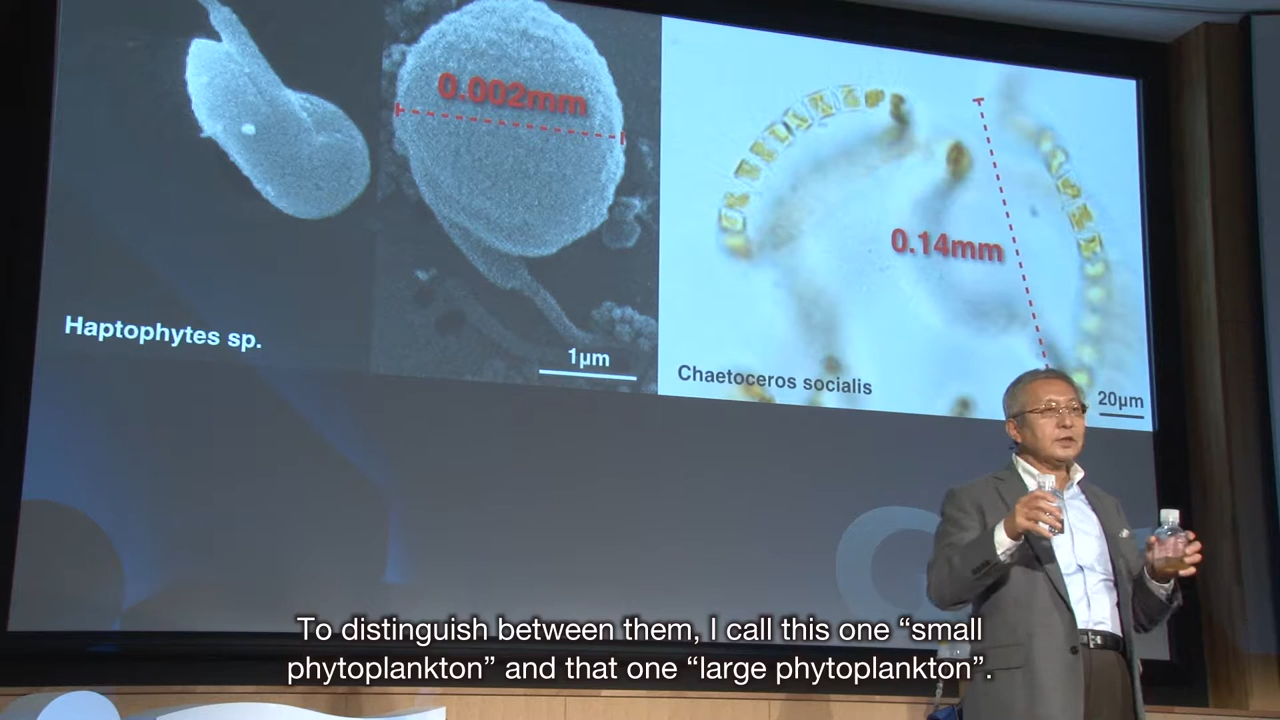 0.002mm
Haptophytes sp.
1μm
0.14mm
Chaetoceros socialis
20μm
To distinguish between them, I call this one “small
phytoplankton” and that one “large phytoplankton”.